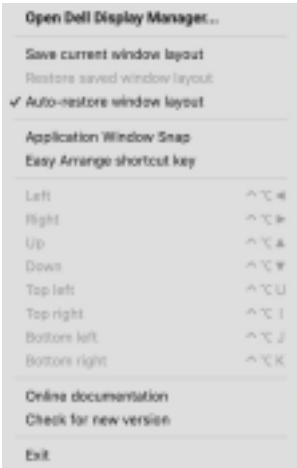 Open Dell Display Manager...
Save current window layout
Restore saved window layout
✓ Auto-restore window layout
Application Window Snap
Easy Arrange shortcut key
Left ^⌥◀
Right ^⌥▶
Up ^⌥▲
Down ^⌥▼
Top left ^⌥U
Top right ^⌥I
Bottom left ^⌥J
Bottom right ^⌥K
Online documentation
Check for new version
Exit